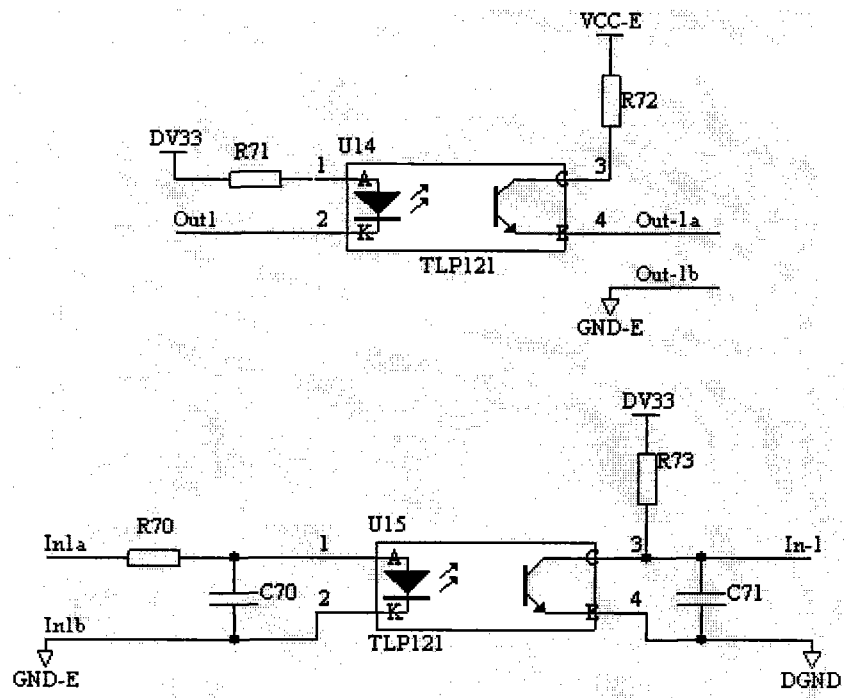 VCC-E
R72
DV33
R71
1
U14
3
A
C
Out1
2
K
E
4
Out-1a
TLP121
Out-1b
GND-E
DV33
R73
U15
R70
In1a
1
A
C
3
In-1
C70
2
K
E
4
C71
In1b
TLP121
GND-E
DGND